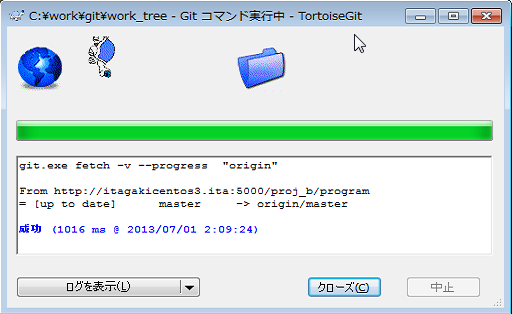 C:¥work¥git¥work_tree - Git コマンド実行中 - TortoiseGit
git.exe fetch -v --progress "origin"
From http://itagakicentos3.ita:5000/proj_b/program
= [up to date] master -> origin/master
成功 (1016 ms @ 2013/07/01 2:09:24)
ログを表示(L)
クローズ(C)
中止